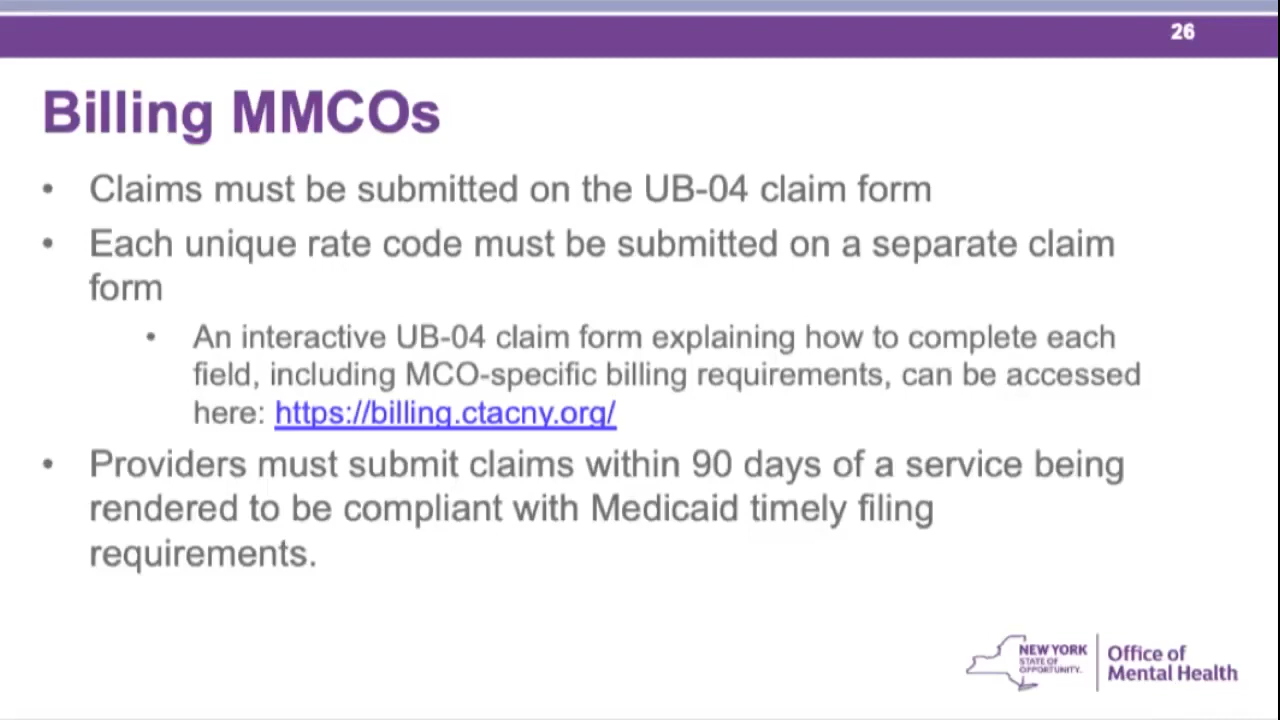 26
Billing MMCOs
• Claims must be submitted on the UB-04 claim form
• Each unique rate code must be submitted on a separate claim
form
• An interactive UB-04 claim form explaining how to complete each
field, including MCO-specific billing requirements, can be accessed
here: https://billing.ctacny.org/
• Providers must submit claims within 90 days of a service being
rendered to be compliant with Medicaid timely filing
requirements.
NEW YORK
STATE OF
OPPORTUNITY.
Office of
Mental Health